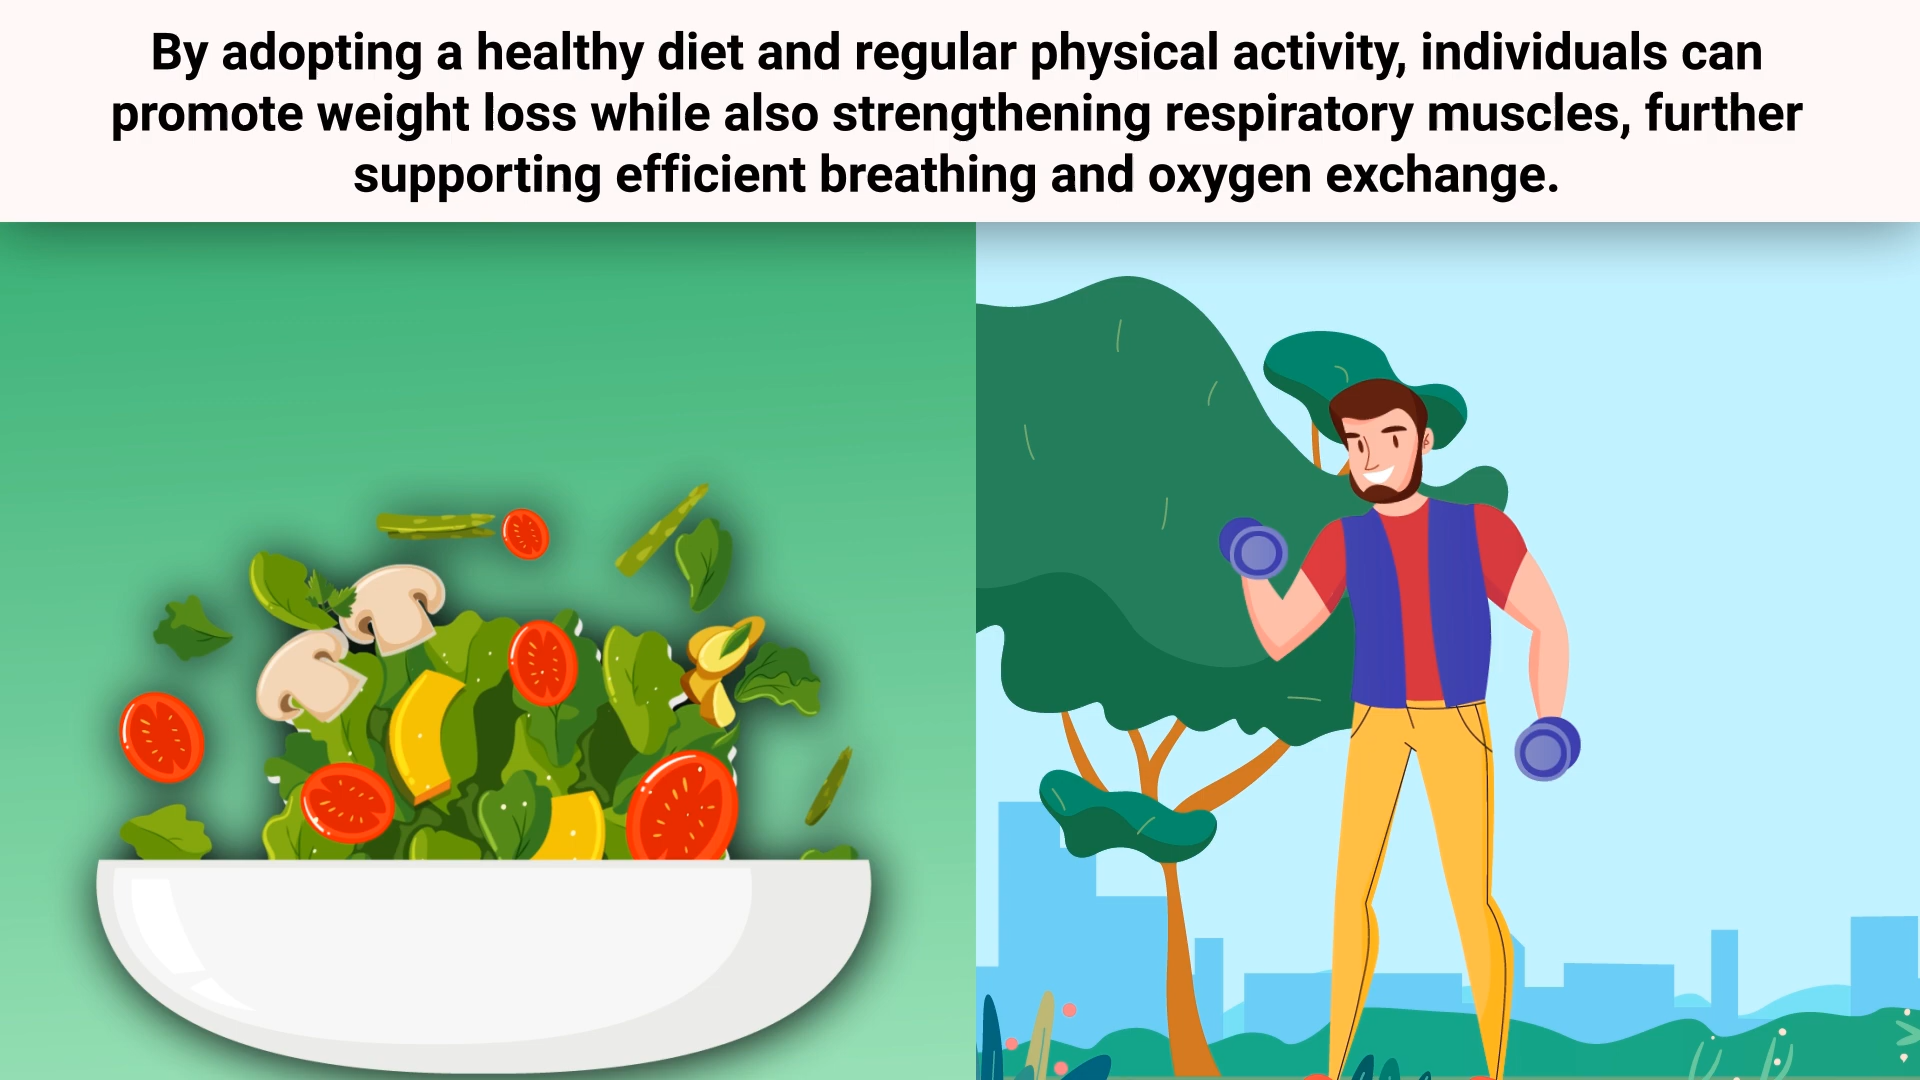 By adopting a healthy diet and regular physical activity, individuals can
promote weight loss while also strengthening respiratory muscles, further
supporting efficient breathing and oxygen exchange.